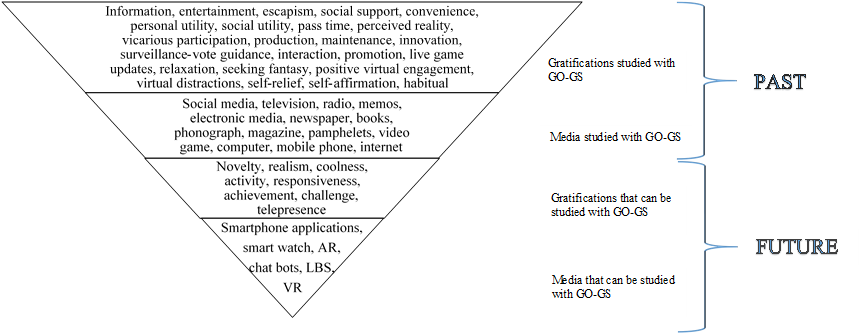 Information, entertainment, escapism, social support, convenience,
personal utility, social utility, pass time, perceived reality,
vicarious participation, production, maintenance, innovation,
surveillance-vote guidance, interaction, promotion, live game
updates, relaxation, seeking fantasy, positive virtual engagement,
virtual distractions, self-relief, self-affirmation, habitual
Gratifications studied with
GO-GS
PAST
Social media, television, radio, memos,
electronic media, newspaper, books,
phonograph, magazine, pamphelets, video
game, computer, mobile phone, internet
Media studied with GO-GS
Novelty, realism, coolness,
activity, responsiveness,
achievement, challenge,
telepresence
Gratifications that can be
studied with GO-GS
FUTURE
Smartphone applications,
smart watch, AR,
chat bots, LBS,
VR
Media that can be studied
with GO-GS